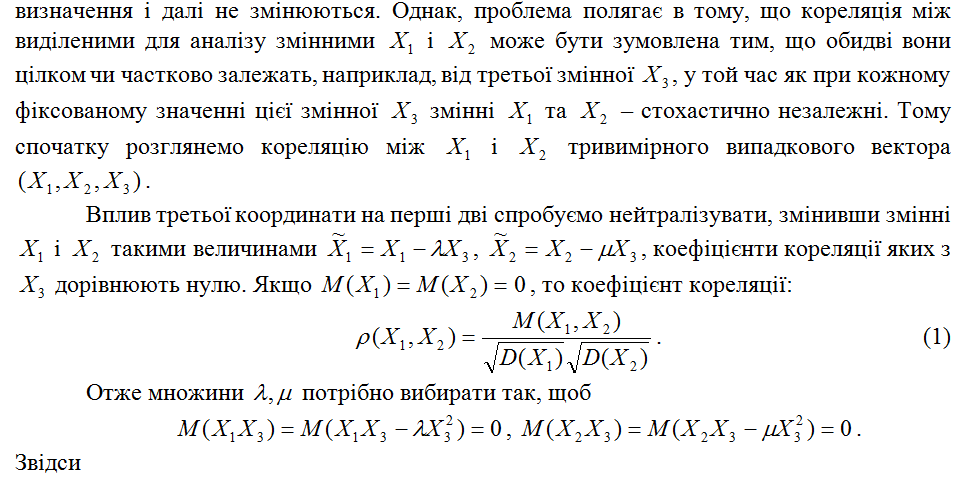 визначення і далі не змінюються. Однак, проблема полягає в тому, що кореляція між
виділеними для аналізу змінними X₁ і X₂ може бути зумовлена тим, що обидві вони
цілком чи частково залежать, наприклад, від третьої змінної X₃, у той час як при кожному
фіксованому значенні цієї змінної X₃ змінні X₁ та X₂ – стохастично незалежні. Тому
спочатку розглянемо кореляцію між X₁ і X₂ тривимірного випадкового вектора
(X₁, X₂, X₃).
Вплив третьої координати на перші дві спробуємо нейтралізувати, змінивши змінні
X₁ і X₂ такими величинами X̃₁ = X₁ − λX₃, X̃₂ = X₂ − μX₃, коефіцієнти кореляції яких з
X₃ дорівнюють нулю. Якщо M(X₁) = M(X₂) = 0, то коефіцієнт кореляції:
ρ(X₁, X₂) = M(X₁, X₂) / √D(X₁) √D(X₂) . (1)
Отже множини λ, μ потрібно вибирати так, щоб
M(X₁X₃) = M(X₁X₃ − λX₃²) = 0, M(X₂X₃) = M(X₂X₃ − μX₃²) = 0.
Звідси